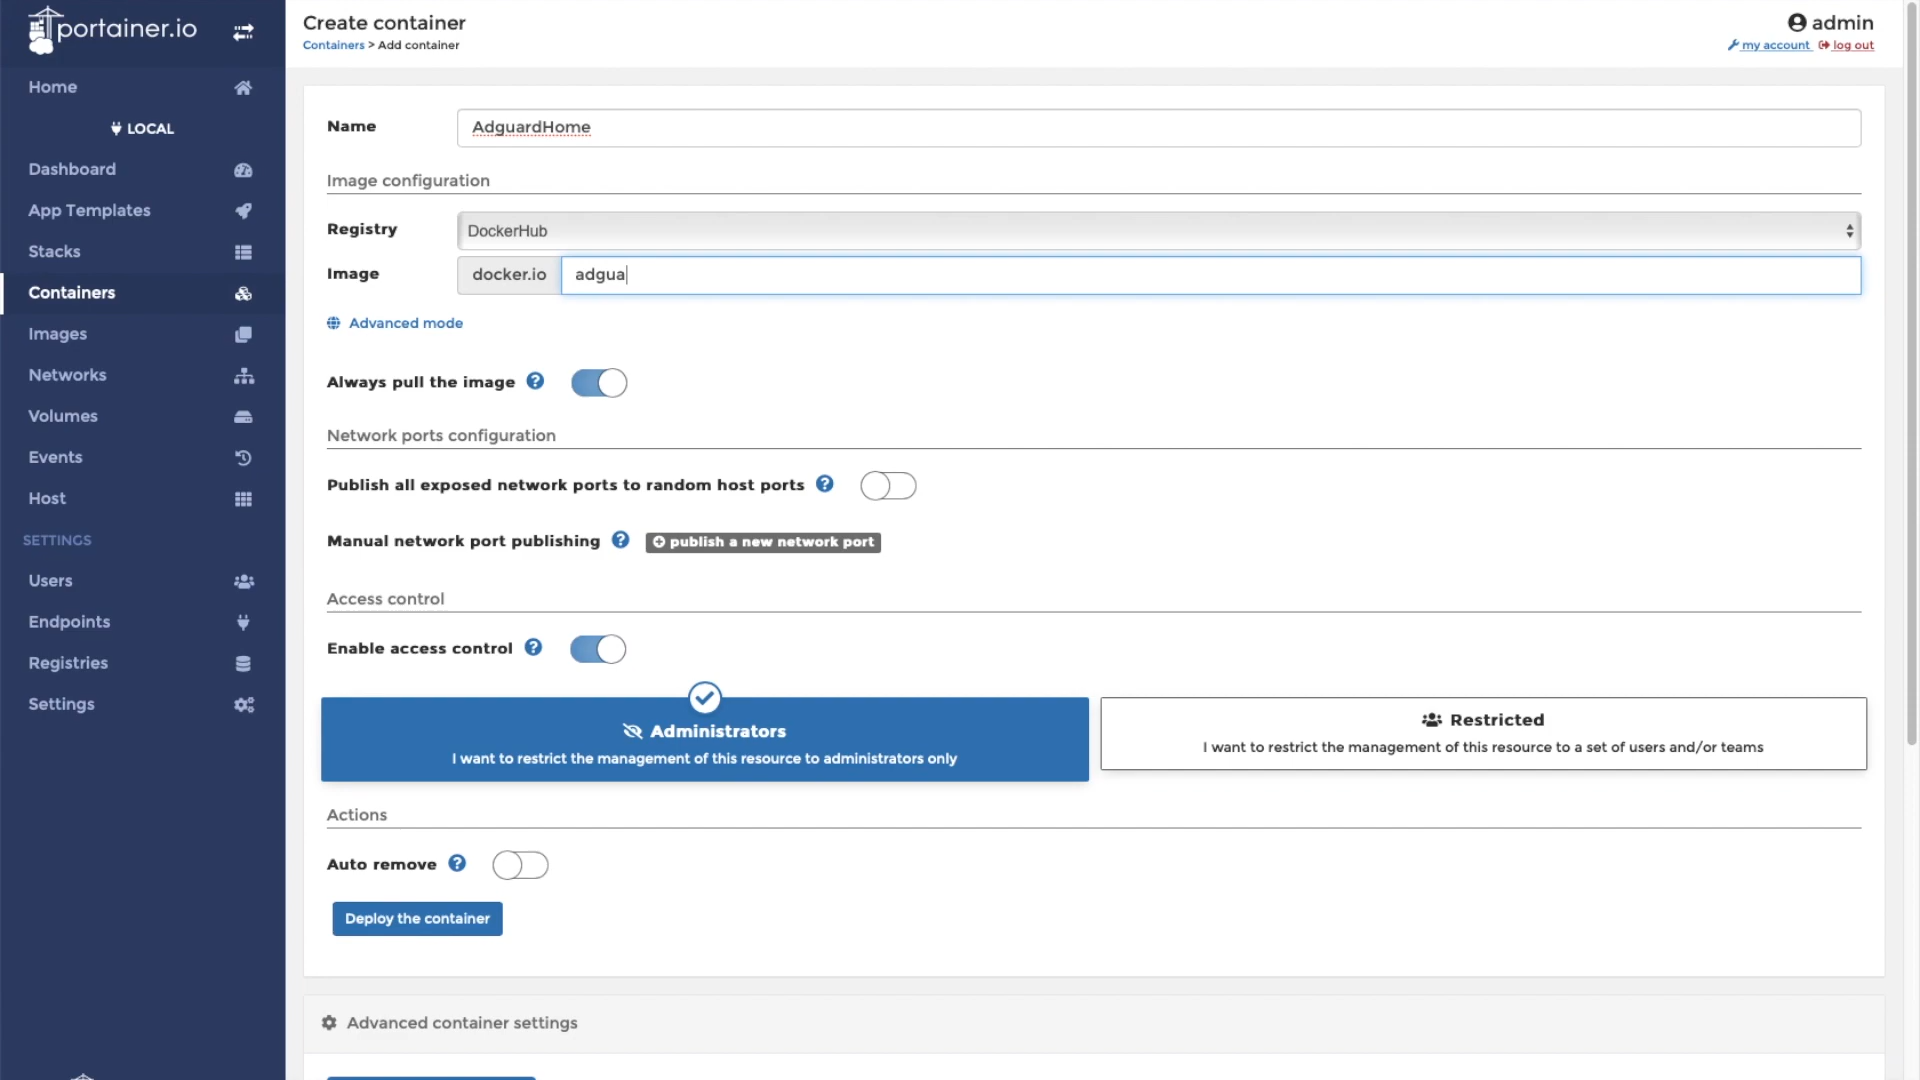 portainer.io
Home
LOCAL
Dashboard
App Templates
Stacks
Containers
Images
Networks
Volumes
Events
Host
SETTINGS
Users
Endpoints
Registries
Settings
Create container
Containers > Add container
admin
my account log out
Name AdguardHome
Image configuration
Registry DockerHub
Image docker.io adgua
Advanced mode
Always pull the image
Network ports configuration
Publish all exposed network ports to random host ports
Manual network port publishing publish a new network port
Access control
Enable access control
Administrators
I want to restrict the management of this resource to administrators only
Restricted
I want to restrict the management of this resource to a set of users and/or teams
Actions
Auto remove
Deploy the container
Advanced container settings